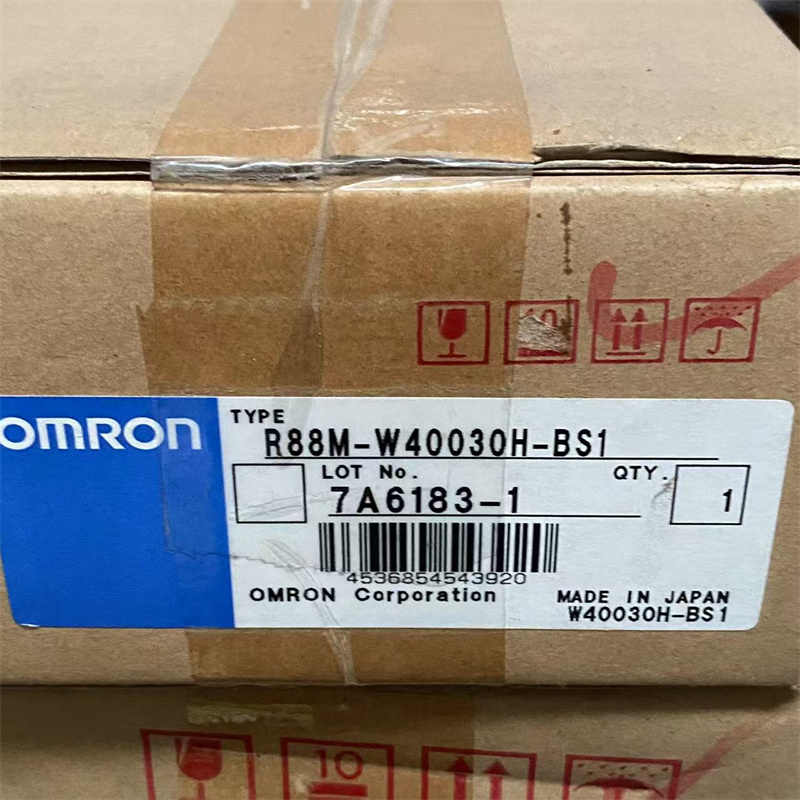 10
OMRON
TYPE
R88M-W40030H-BS1
LOT No.
QTY.
7A6183-1
1
4536854543920
OMRON Corporation
MADE IN JAPAN
W40030H-BS1
10